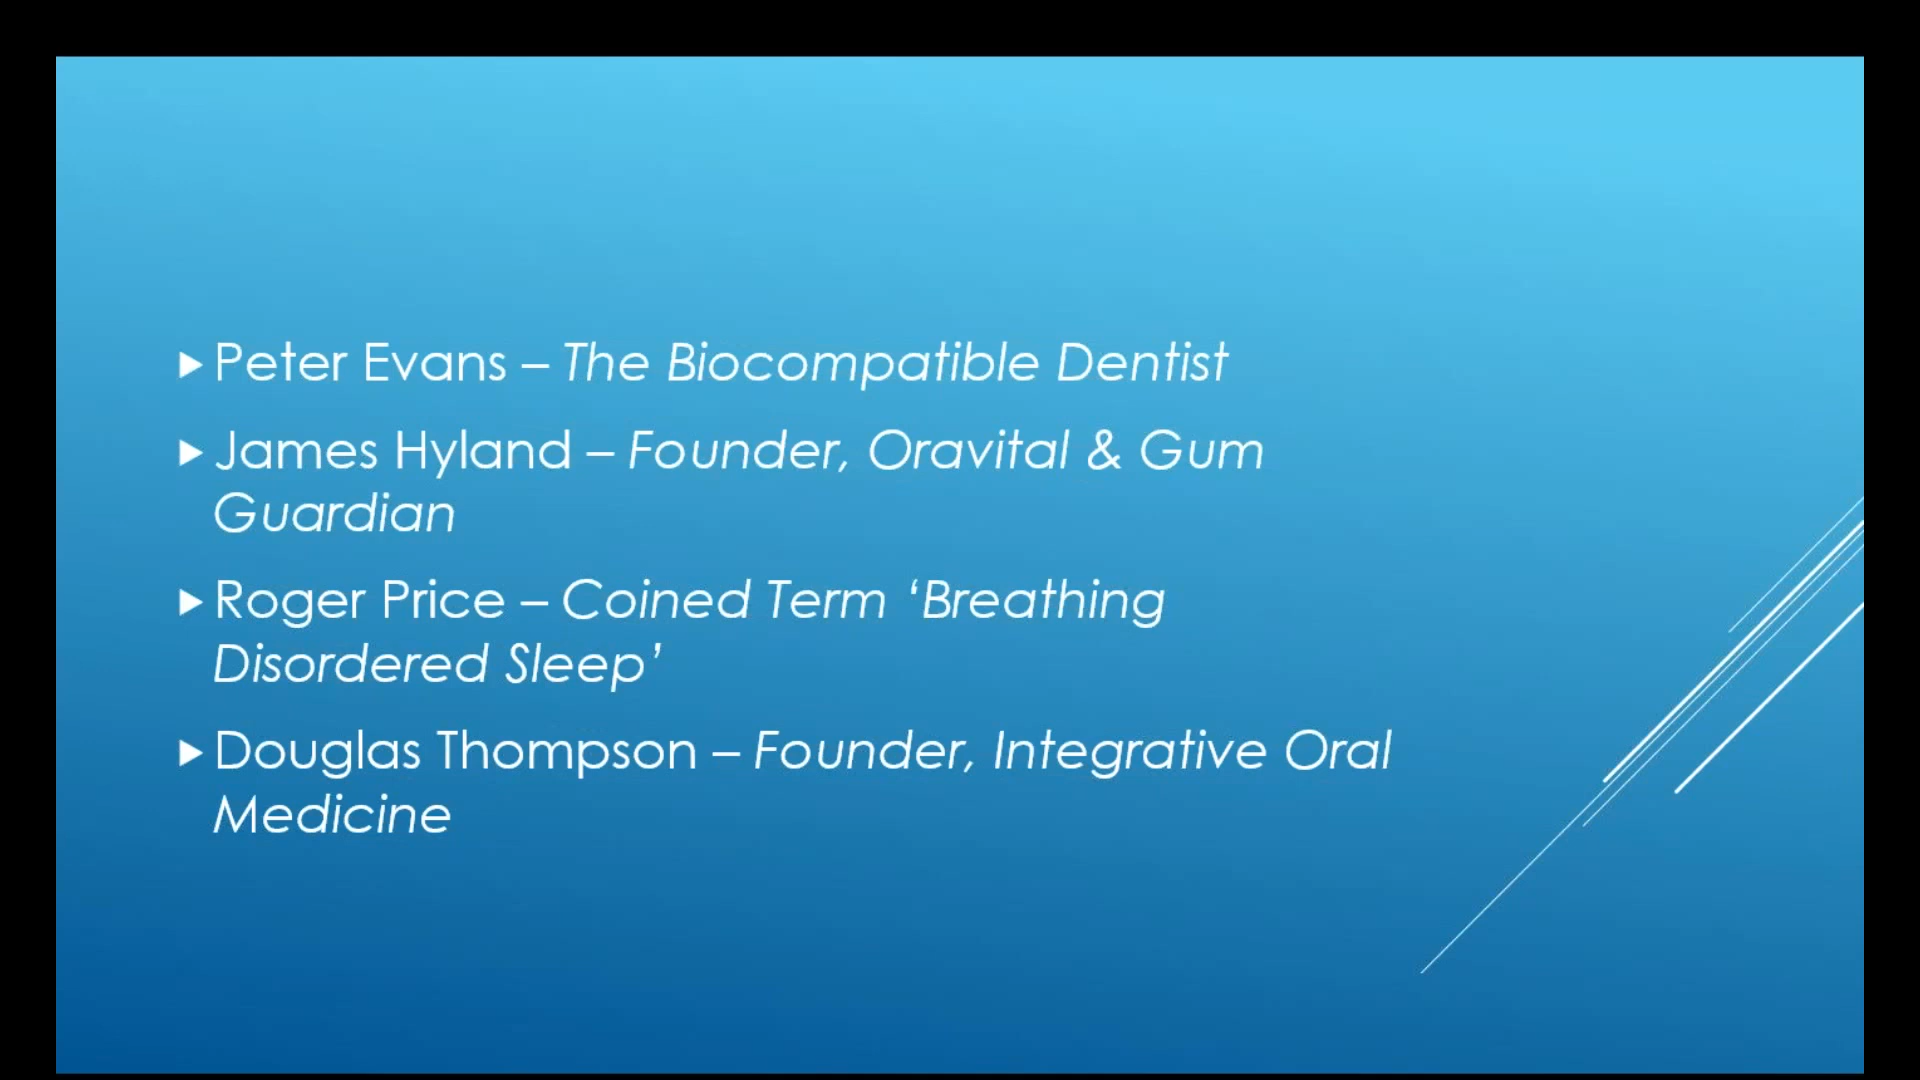 Peter Evans – The Biocompatible Dentist
James Hyland – Founder, Oravital & Gum
Guardian
Roger Price – Coined Term ‘Breathing
Disordered Sleep’
Douglas Thompson – Founder, Integrative Oral
Medicine